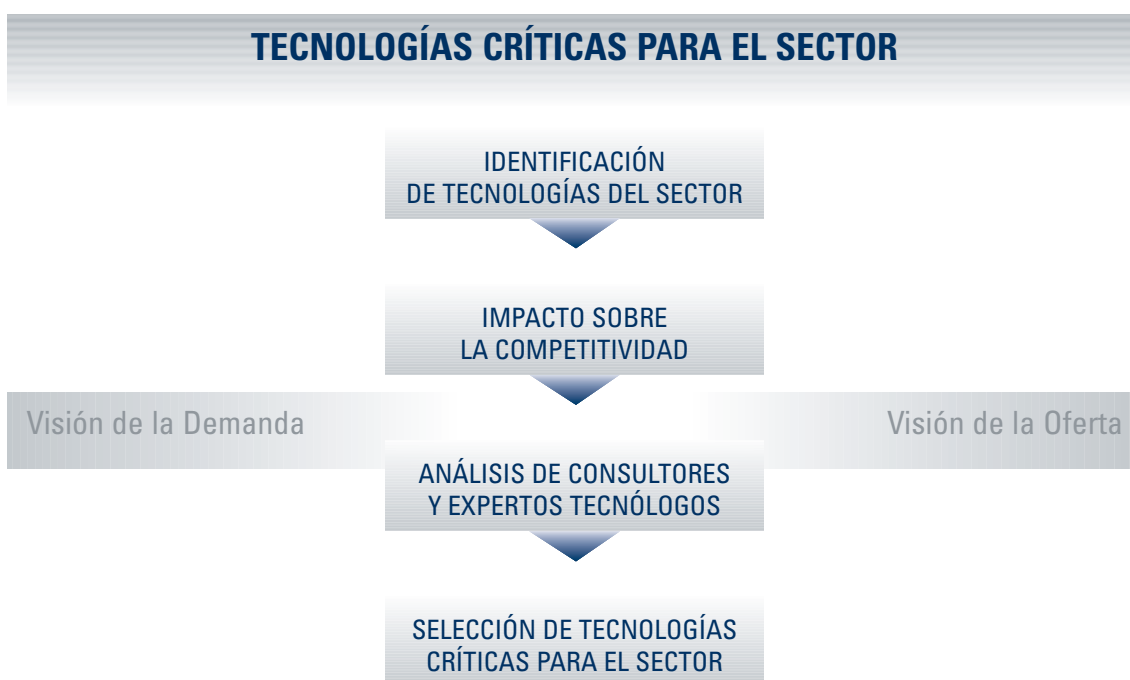 TECNOLOGÍAS CRÍTICAS PARA EL SECTOR
IDENTIFICACIÓN
DE TECNOLOGÍAS DEL SECTOR
IMPACTO SOBRE
LA COMPETITIVIDAD
Visión de la Demanda
Visión de la Oferta
ANÁLISIS DE CONSULTORES
Y EXPERTOS TECNÓLOGOS
SELECCIÓN DE TECNOLOGÍAS
CRÍTICAS PARA EL SECTOR